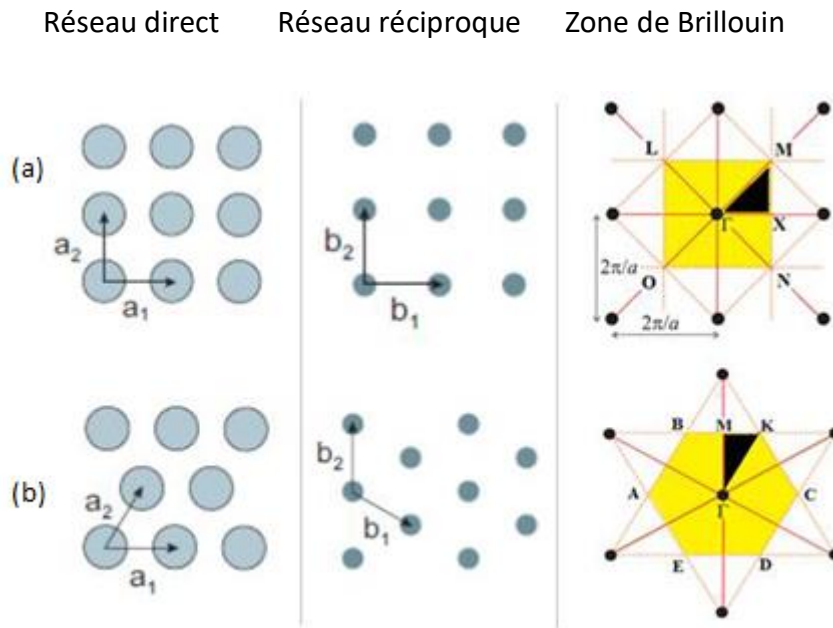 Réseau direct Réseau réciproque Zone de Brillouin
(a)
a2
a1
b2
b1
L
M
Γ
X
O
N
2π/a
2π/a
(b)
a2
a1
b2
b1
B
M
K
A
Γ
C
E
D